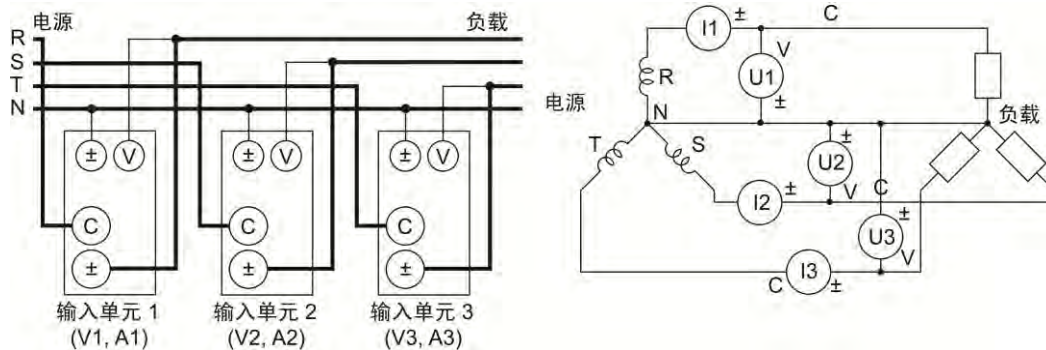 电源
负载
R
S
T
N
± V
± V
± V
C
C
C
±
±
±
输入单元 1
(V1, A1)
输入单元 2
(V2, A2)
输入单元 3
(V3, A3)
I1 ± C
V
U1
±
R
电源
N
负载
T
S
±
U2
V
C
I2 ±
±
U3
V
C I3 ±